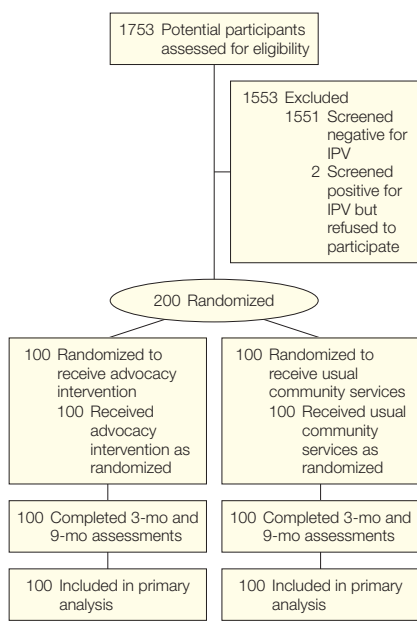 1753 Potential participants
assessed for eligibility
1553 Excluded
1551 Screened
negative for
IPV
2 Screened
positive for
IPV but
refused to
participate
200 Randomized
100 Randomized to
receive advocacy
intervention
100 Received
advocacy
intervention as
randomized
100 Randomized to
receive usual
community services
100 Received usual
community
services as
randomized
100 Completed 3-mo and
9-mo assessments
100 Completed 3-mo and
9-mo assessments
100 Included in primary
analysis
100 Included in primary
analysis